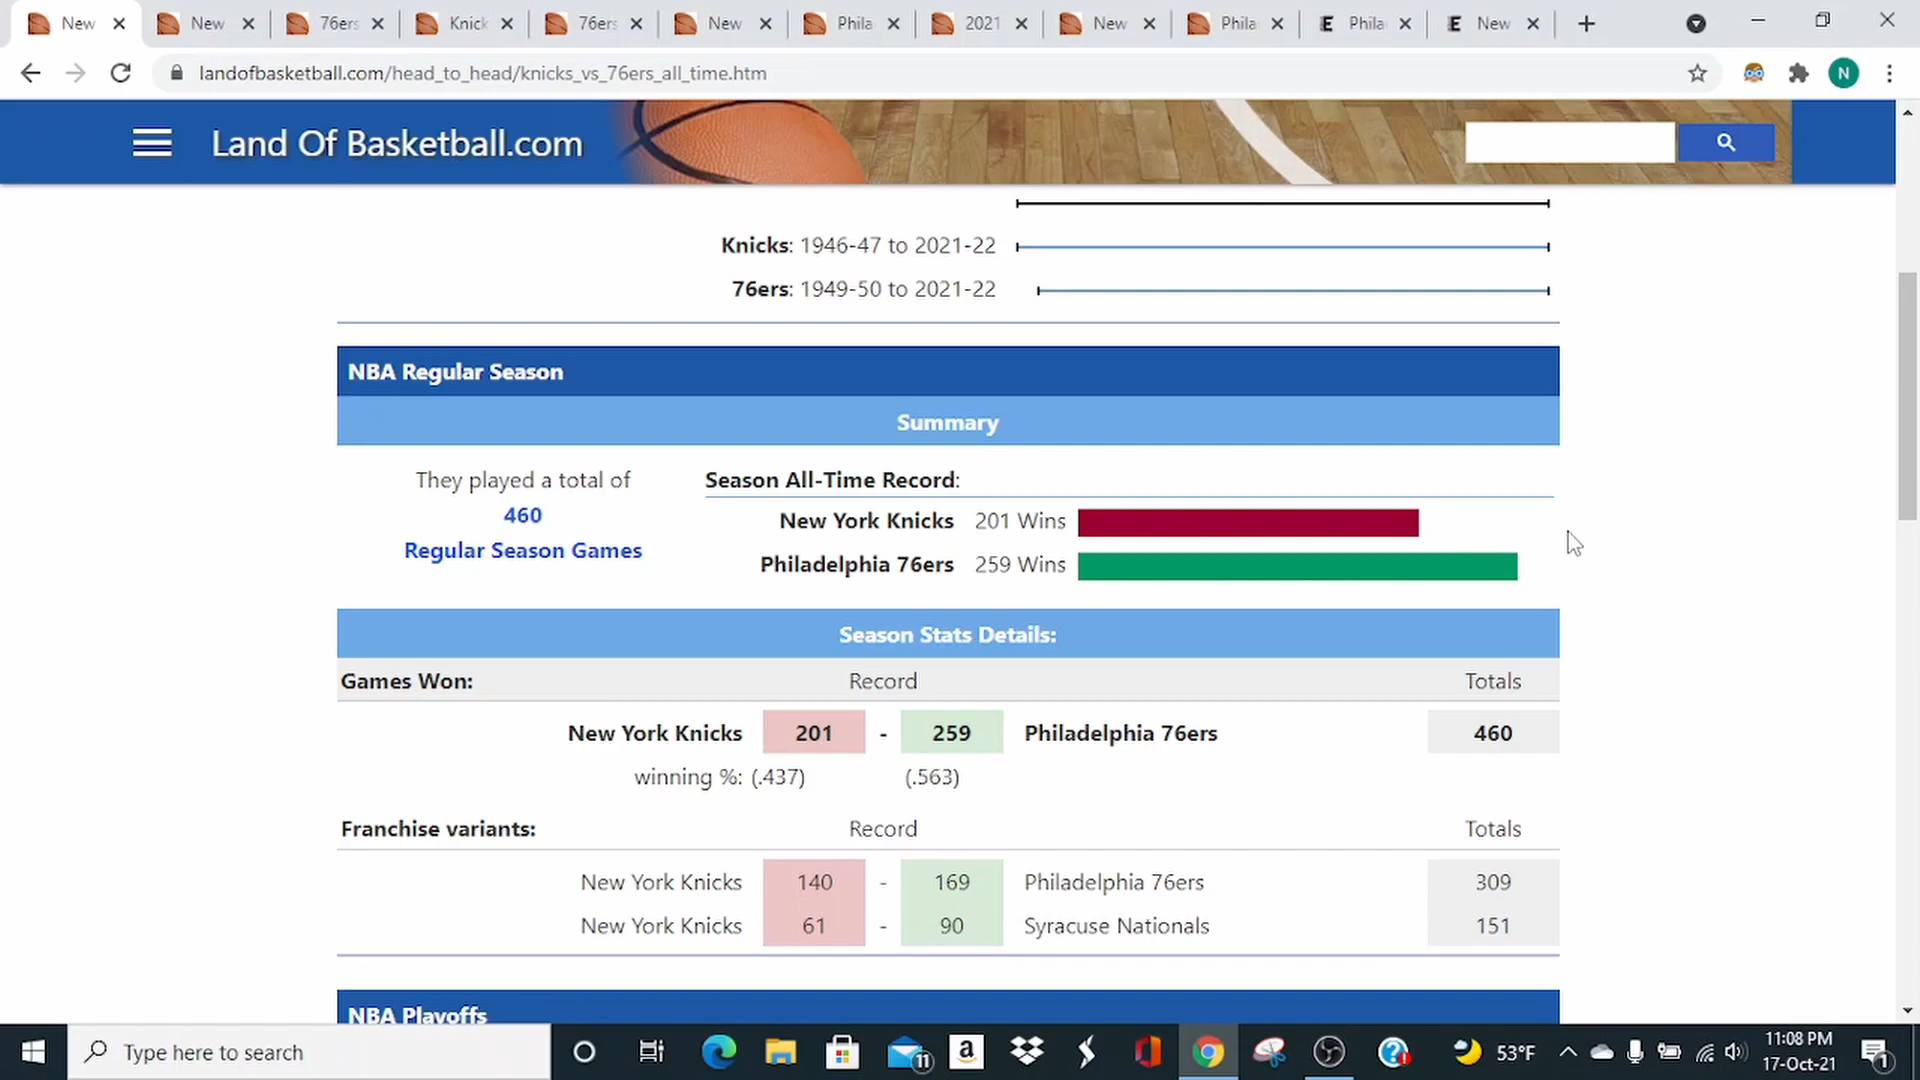 New
New
76ers
Knick
76ers
New
Phila
2021
New
Phila
Phila
New
landofbasketball.com/head_to_head/knicks_vs_76ers_all_time.htm
N
Land Of Basketball.com
Knicks: 1946-47 to 2021-22
76ers: 1949-50 to 2021-22
NBA Regular Season
Summary
They played a total of
460
Regular Season Games
Season All-Time Record:
New York Knicks 201 Wins
Philadelphia 76ers 259 Wins
Season Stats Details:
Games Won: Record Totals
New York Knicks 201 - 259 Philadelphia 76ers 460
winning %: (.437) (.563)
Franchise variants: Record Totals
New York Knicks 140 - 169 Philadelphia 76ers 309
New York Knicks 61 - 90 Syracuse Nationals 151
NBA Playoffs
Type here to search
11
53°F
11:08 PM
17-Oct-21
1